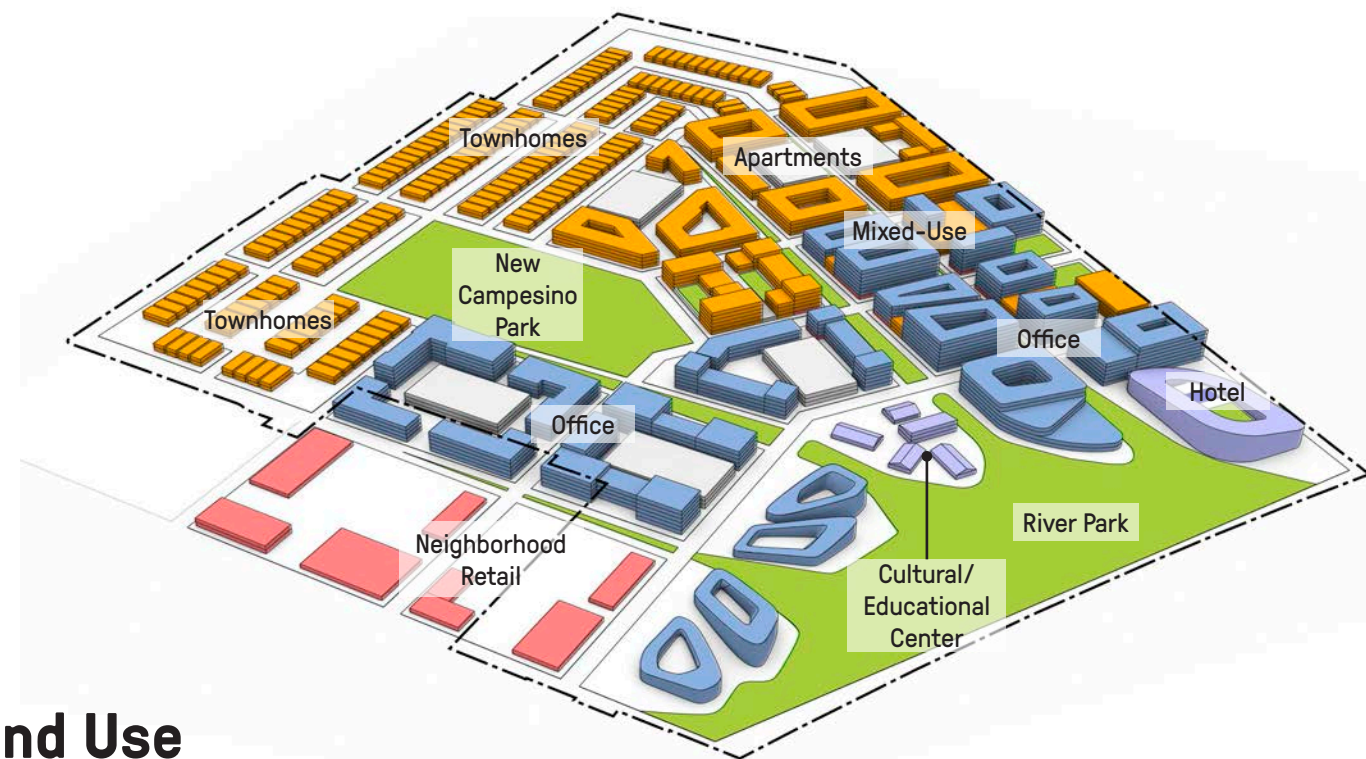 Townhomes
Apartments
Mixed-Use
New
Campesino
Park
Townhomes
Office
Hotel
Office
River Park
Neighborhood
Retail
Cultural/
Educational
Center
nd Use